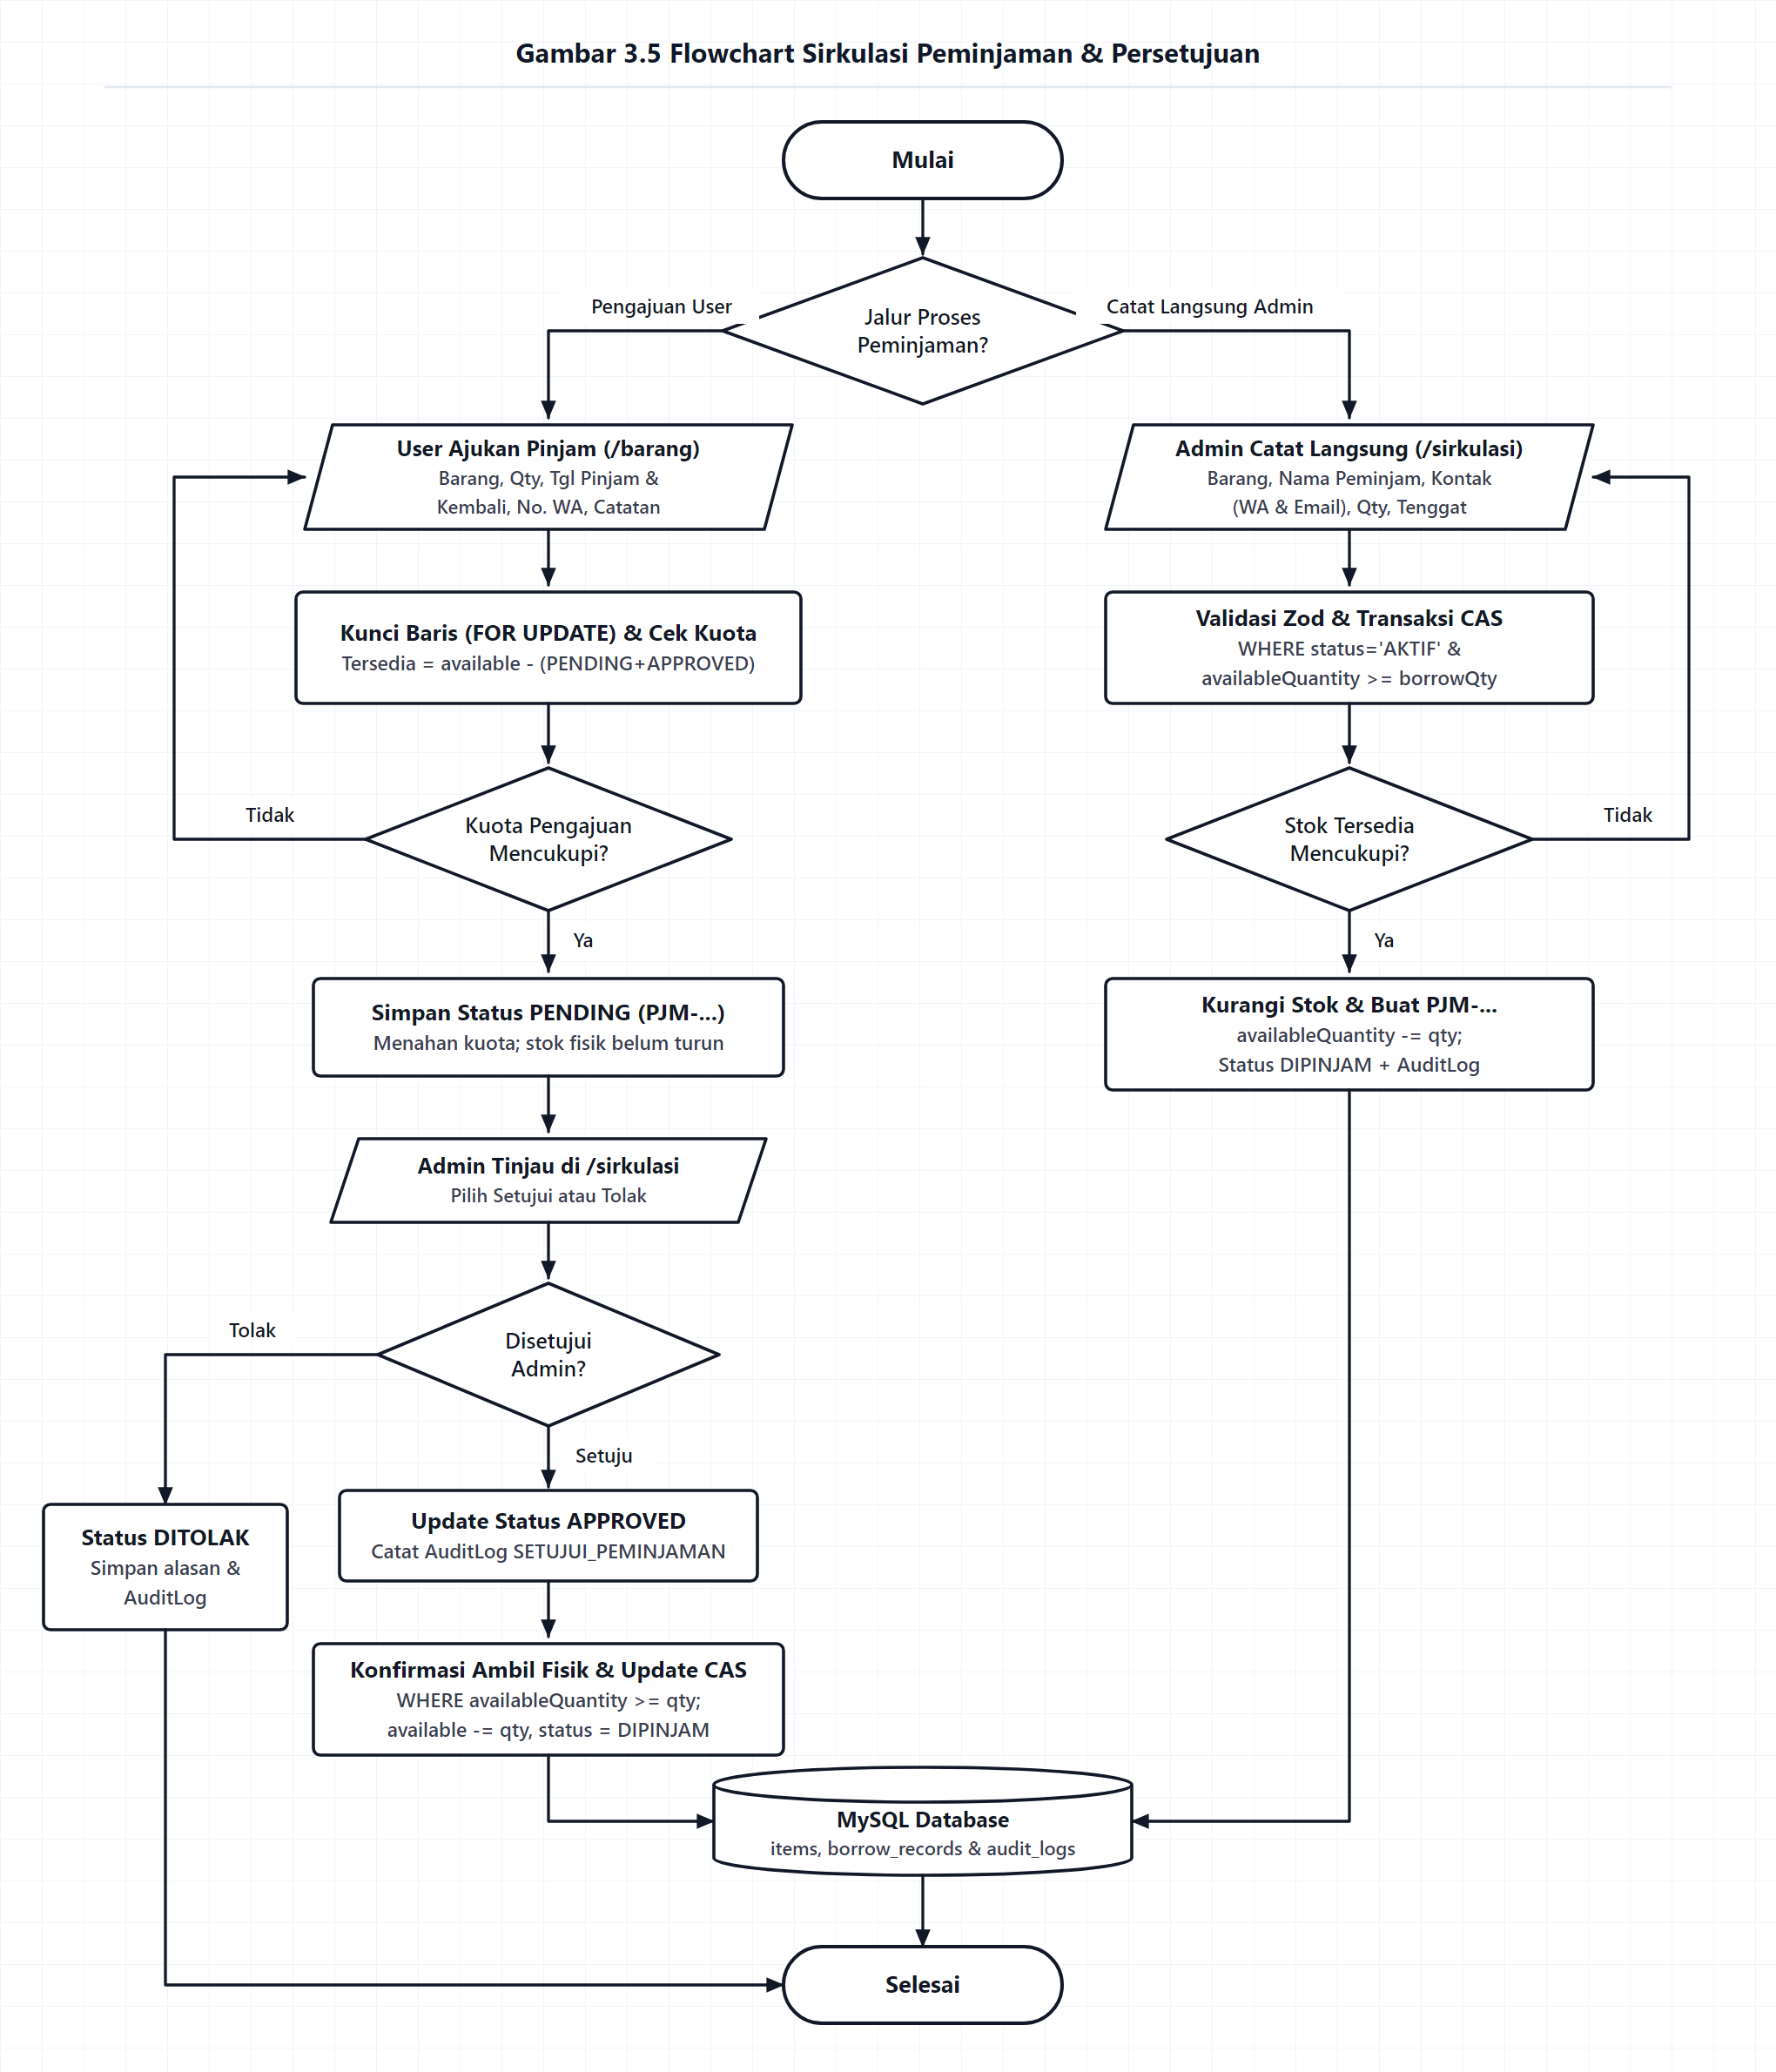 Gambar 3.5 Flowchart Sirkulasi Peminjaman & Persetujuan
Mulai
Jalur Proses
Peminjaman?
Pengajuan User
Catat Langsung Admin
User Ajukan Pinjam (/barang)
Barang, Qty, Tgl Pinjam &
Kembali, No. WA, Catatan
Admin Catat Langsung (/sirkulasi)
Barang, Nama Peminjam, Kontak
(WA & Email), Qty, Tenggat
Kunci Baris (FOR UPDATE) & Cek Kuota
Tersedia = available - (PENDING+APPROVED)
Validasi Zod & Transaksi CAS
WHERE status='AKTIF' &
availableQuantity >= borrowQty
Tidak
Kuota Pengajuan
Mencukupi?
Stok Tersedia
Mencukupi?
Tidak
Ya
Ya
Simpan Status PENDING (PJM-...)
Menahan kuota; stok fisik belum turun
Kurangi Stok & Buat PJM-...
availableQuantity -= qty;
Status DIPINJAM + AuditLog
Admin Tinjau di /sirkulasi
Pilih Setujui atau Tolak
Tolak
Disetujui
Admin?
Setuju
Status DITOLAK
Simpan alasan &
AuditLog
Update Status APPROVED
Catat AuditLog SETUJUI_PEMINJAMAN
Konfirmasi Ambil Fisik & Update CAS
WHERE availableQuantity >= qty;
available -= qty, status = DIPINJAM
MySQL Database
items, borrow_records & audit_logs
Selesai